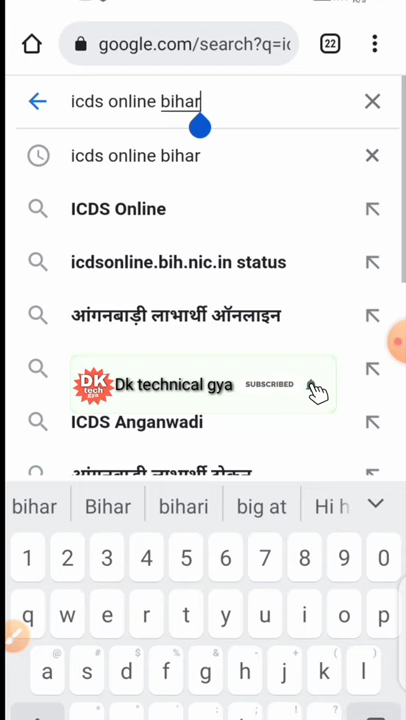 google.com/search?q=ic
22
icds online bihar
icds online bihar
ICDS Online
icdsonline.bih.nic.in status
आंगनबाड़ी लाभार्थी ऑनलाइन
DK tech gya Dk technical gya SUBSCRIBED
ICDS Anganwadi
आंगनबाड़ी लाभार्थी टोकन
bihar Bihar bihari big at Hi h
1 2 3 4 5 6 7 8 9 0
q w e r t y u i o p
@ # $ % & - + ( )
a s d f g h j k l